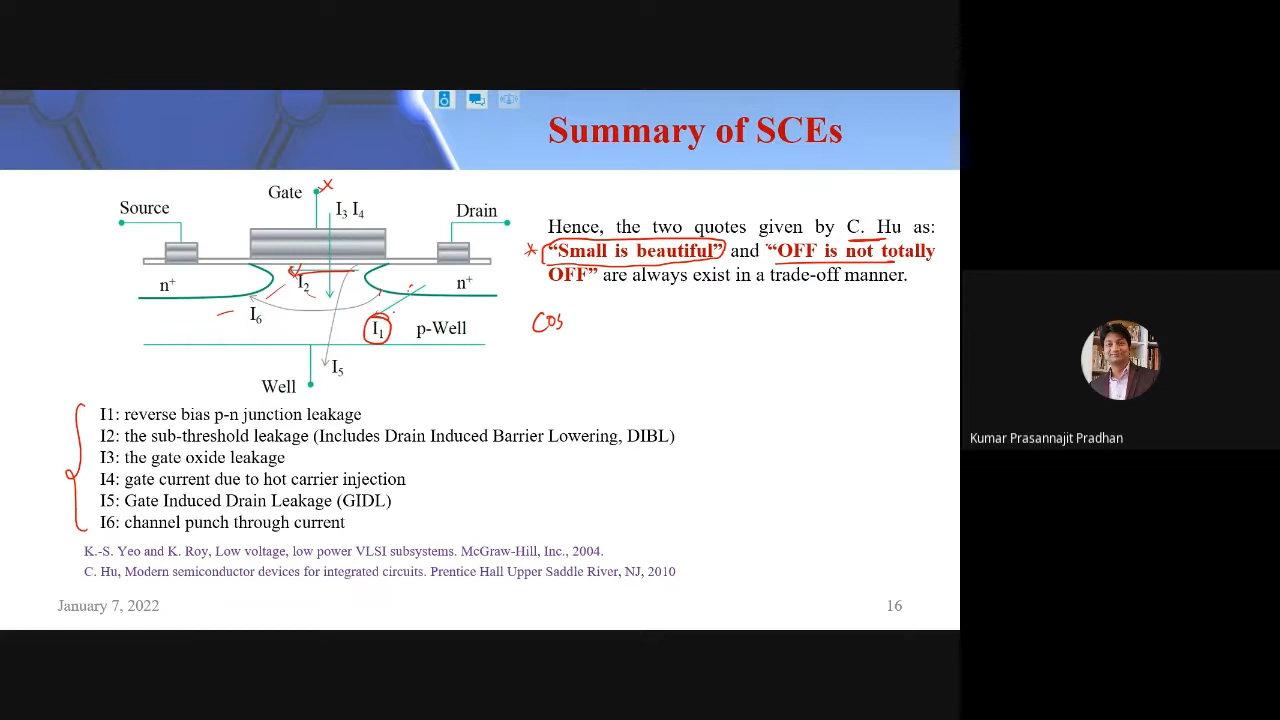 Summary of SCEs
Gate
x
Source
I3 I4
Drain
Hence, the two quotes given by C. Hu as:
* “Small is beautiful” and “OFF is not totally
OFF” are always exist in a trade-off manner.
n+
I2
n+
I6
I1
p-Well
Cos
I5
Well
Kumar Prasannajit Pradhan
I1: reverse bias p-n junction leakage
I2: the sub-threshold leakage (Includes Drain Induced Barrier Lowering, DIBL)
I3: the gate oxide leakage
I4: gate current due to hot carrier injection
I5: Gate Induced Drain Leakage (GIDL)
I6: channel punch through current
K.-S. Yeo and K. Roy, Low voltage, low power VLSI subsystems. McGraw-Hill, Inc., 2004.
C. Hu, Modern semiconductor devices for integrated circuits. Prentice Hall Upper Saddle River, NJ, 2010
January 7, 2022
16